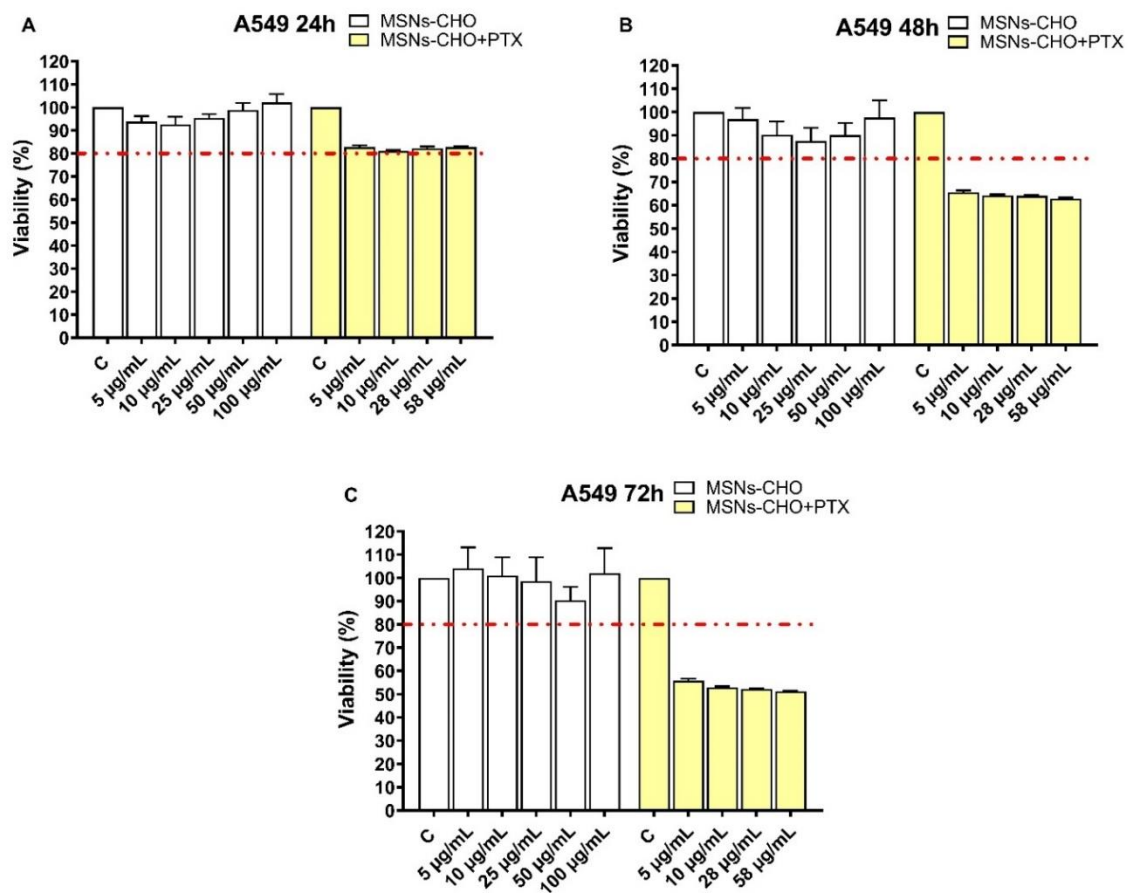 A
A549 24h
MSNs-CHO
MSNs-CHO+PTX
Viability (%)
120
110
100
90
80
70
60
50
40
30
20
10
0
C
5 µg/mL
10 µg/mL
25 µg/mL
50 µg/mL
100 µg/mL
C
5 µg/mL
10 µg/mL
28 µg/mL
58 µg/mL
B
A549 48h
MSNs-CHO
MSNs-CHO+PTX
Viability (%)
120
110
100
90
80
70
60
50
40
30
20
10
0
C
5 µg/mL
10 µg/mL
25 µg/mL
50 µg/mL
100 µg/mL
C
5 µg/mL
10 µg/mL
28 µg/mL
58 µg/mL
C
A549 72h
MSNs-CHO
MSNs-CHO+PTX
Viability (%)
120
110
100
90
80
70
60
50
40
30
20
10
0
C
5 µg/mL
10 µg/mL
25 µg/mL
50 µg/mL
100 µg/mL
C
5 µg/mL
10 µg/mL
28 µg/mL
58 µg/mL